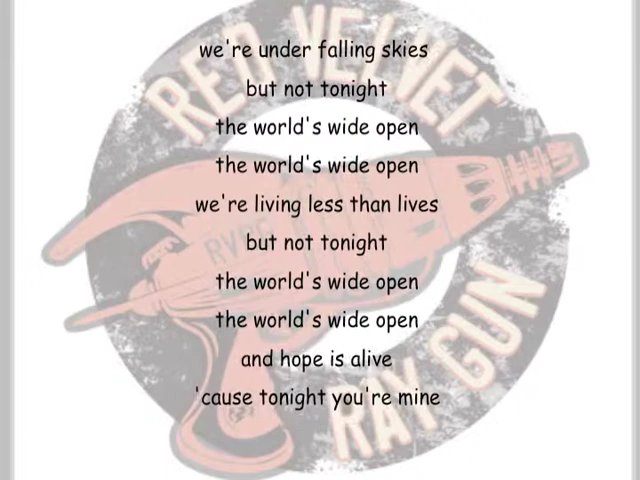 RED VELVET
we're under falling skies
but not tonight
the world's wide open
the world's wide open
we're living less than lives
RVRG
but not tonight
the world's wide open
the world's wide open
and hope is alive
'cause tonight you're mine
RAY GUN